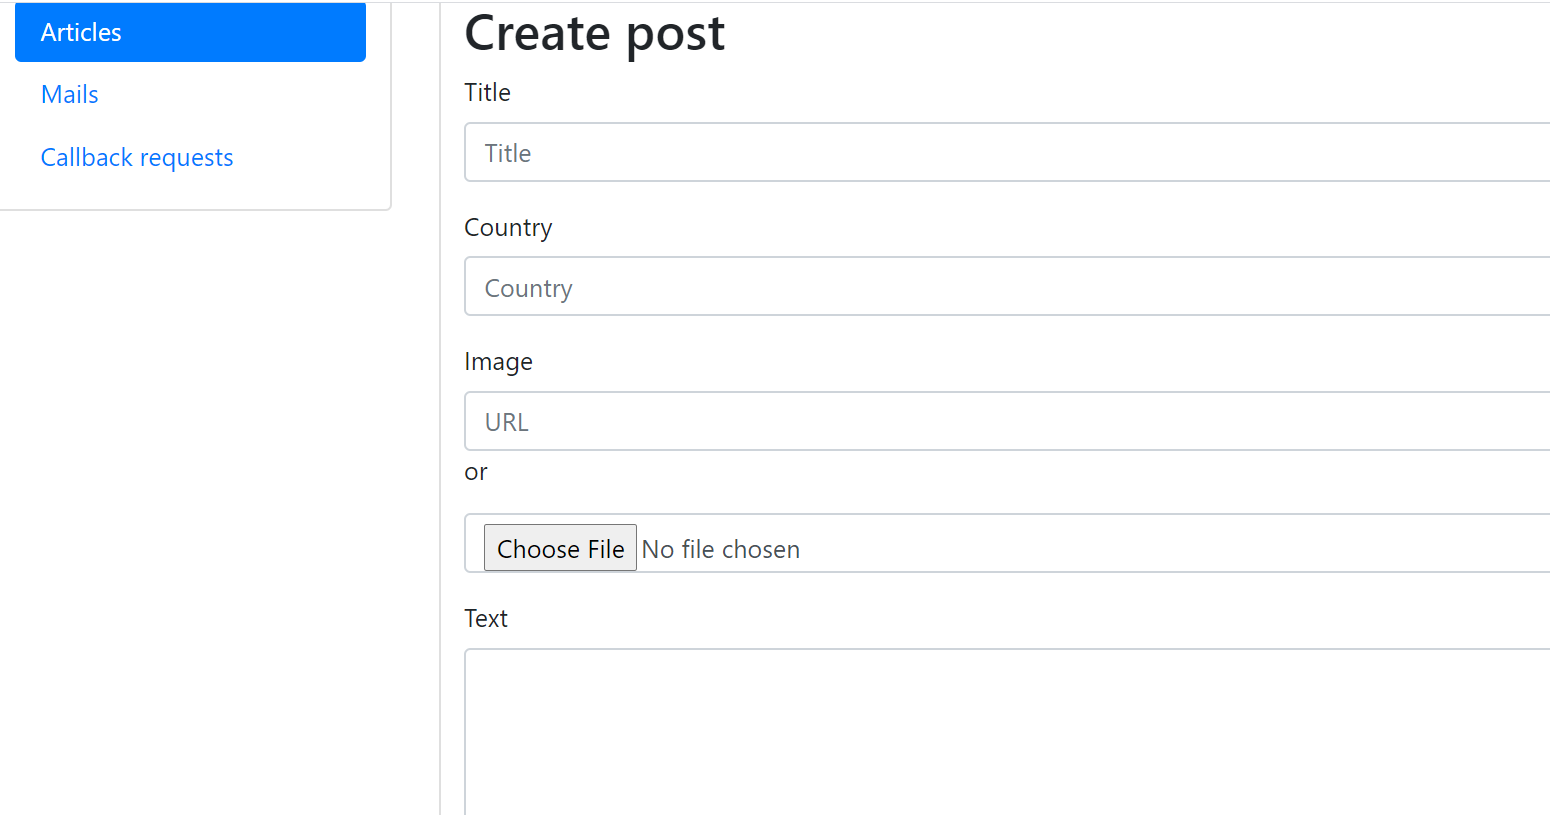 Articles
Mails
Callback requests
Create post
Title
Title
Country
Country
Image
URL
or
Choose File No file chosen
Text